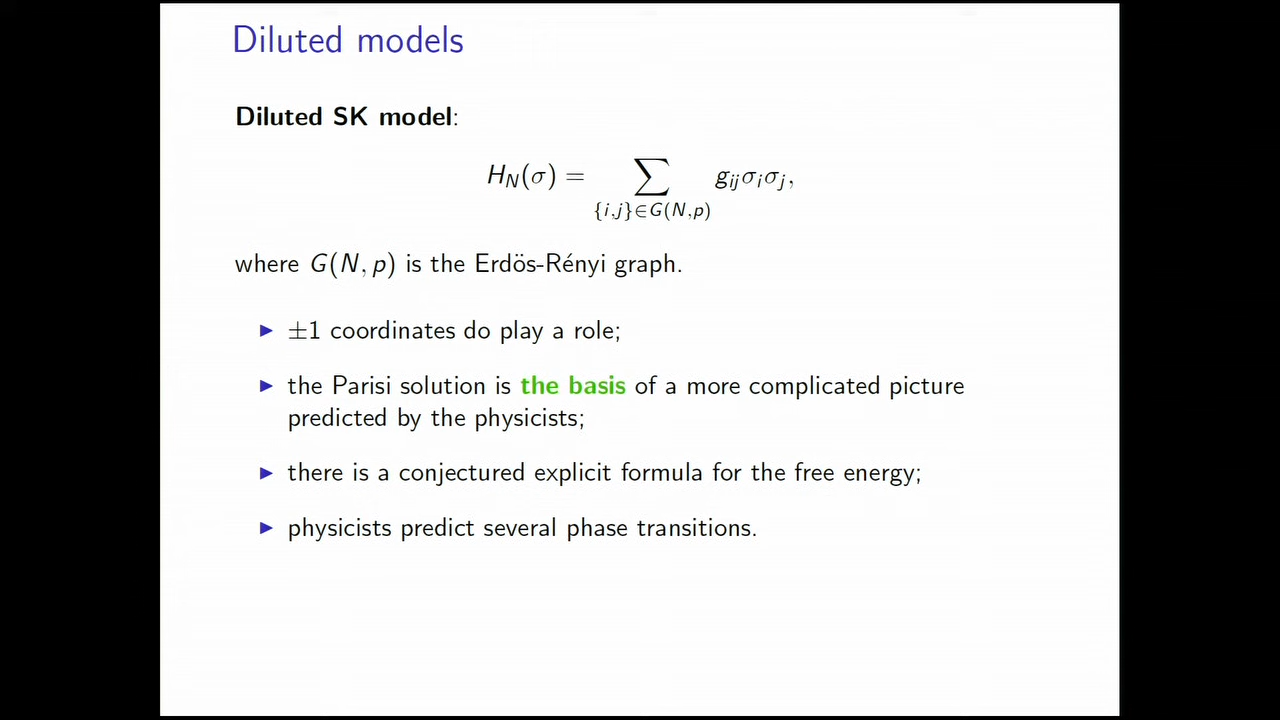 Diluted models
Diluted SK model:
H_N(σ) = ∑_{{i,j}∈G(N,p)} g_{ij}σ_iσ_j,
where G(N, p) is the Erdös-Rényi graph.
▶ ±1 coordinates do play a role;
▶ the Parisi solution is the basis of a more complicated picture
predicted by the physicists;
▶ there is a conjectured explicit formula for the free energy;
▶ physicists predict several phase transitions.